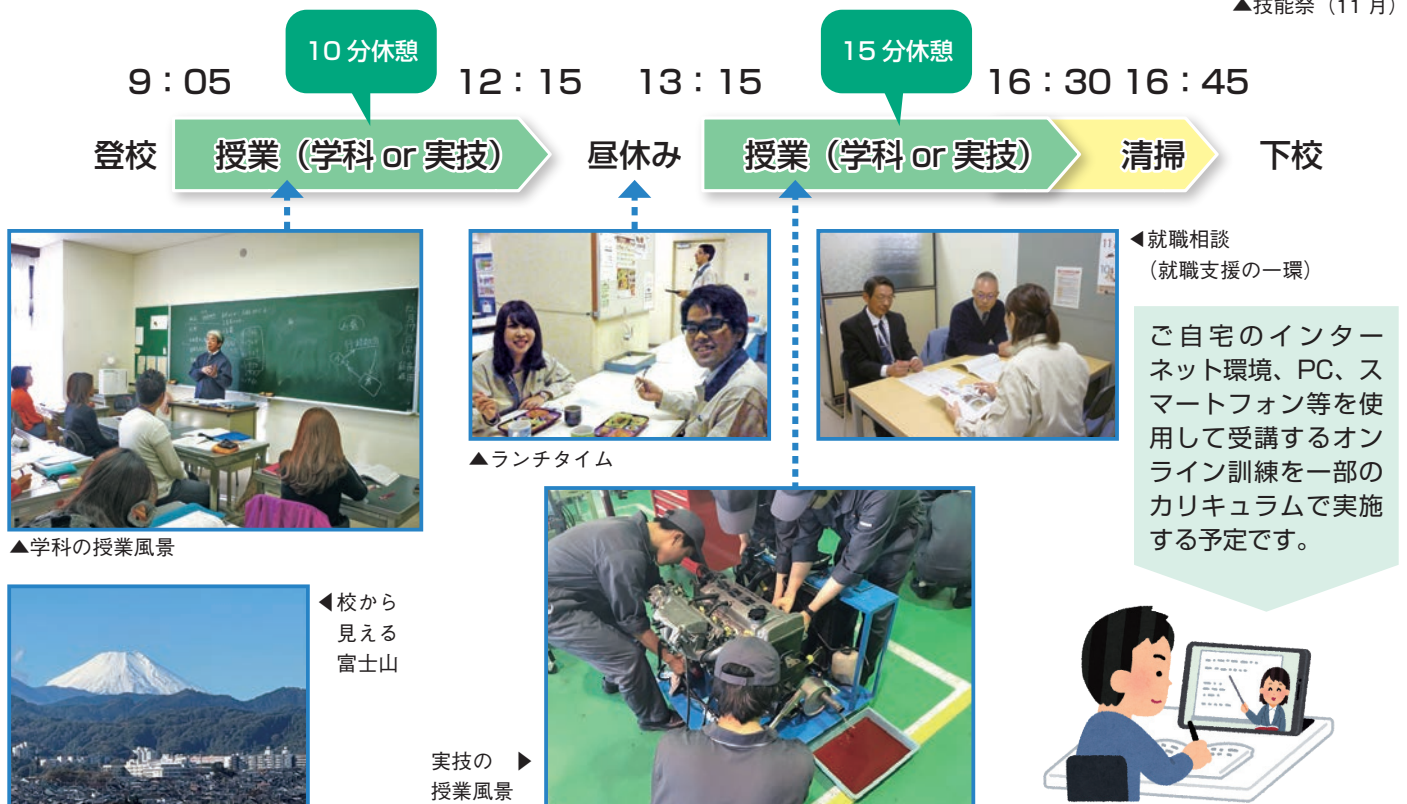 ▲技能祭（11 月）
10 分休憩
15 分休憩
9：05
12：15
13：15
16：30
16：45
登校
授業（学科 or 実技）
昼休み
授業（学科 or 実技）
清掃
下校
▲学科の授業風景
▲ランチタイム
◀就職相談
（就職支援の一環）
ご自宅のインター
ネット環境、PC、ス
マートフォン等を使
用して受講するオン
ライン訓練を一部の
カリキュラムで実施
する予定です。
◀校から
見える
富士山
実技の ▶
授業風景